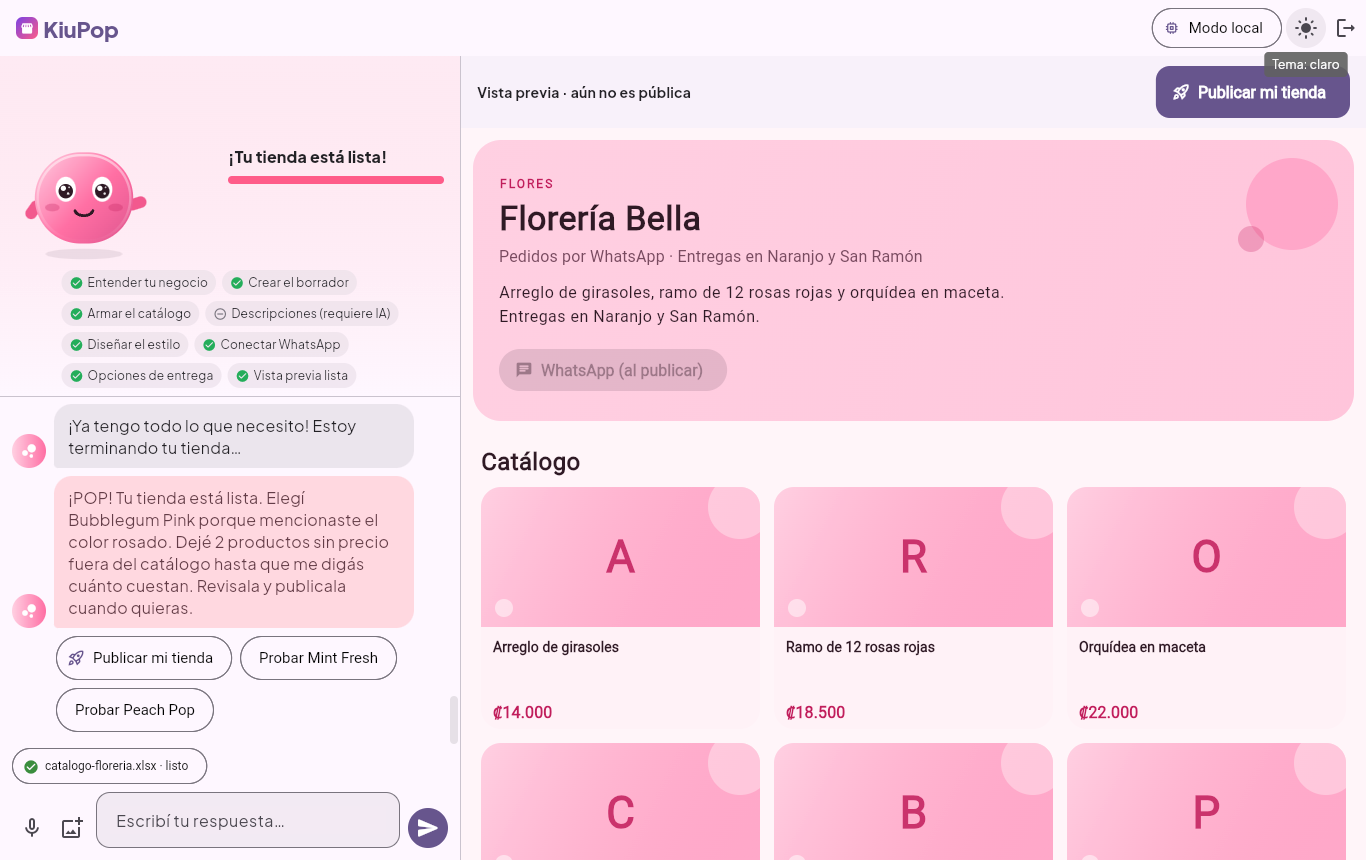 KiuPop
Modo local
Tema: claro
Vista previa · aún no es pública
Publicar mi tienda
¡Tu tienda está lista!
Entender tu negocio
Crear el borrador
Armar el catálogo
Descripciones (requiere IA)
Diseñar el estilo
Conectar WhatsApp
Opciones de entrega
Vista previa lista
¡Ya tengo todo lo que necesito! Estoy
terminando tu tienda…
¡POP! Tu tienda está lista. Elegí
Bubblegum Pink porque mencionaste el
color rosado. Dejé 2 productos sin precio
fuera del catálogo hasta que me digás
cuánto cuestan. Revisala y publicala
cuando quieras.
Publicar mi tienda
Probar Mint Fresh
Probar Peach Pop
catalogo-floreria.xlsx · listo
Escribí tu respuesta…
FLORES
Florería Bella
Pedidos por WhatsApp · Entregas en Naranjo y San Ramón
Arreglo de girasoles, ramo de 12 rosas rojas y orquídea en maceta.
Entregas en Naranjo y San Ramón.
WhatsApp (al publicar)
Catálogo
A
R
O
Arreglo de girasoles
Ramo de 12 rosas rojas
Orquídea en maceta
₡14.000
₡18.500
₡22.000
C
B
P